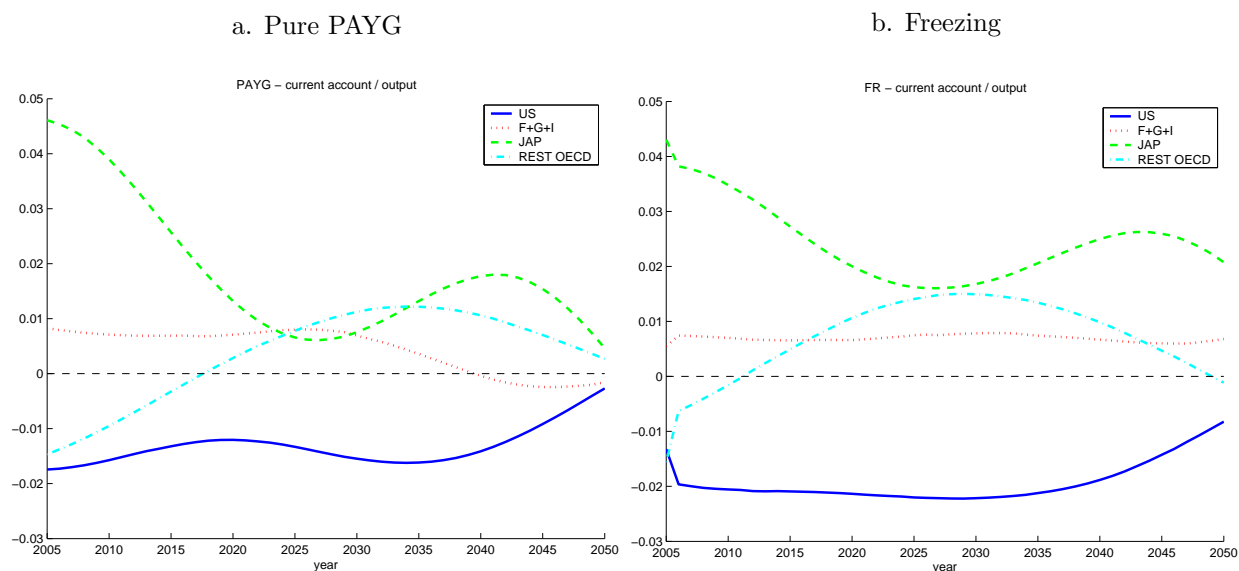 a. Pure PAYG
PAYG – current account / output
0.05
0.04
0.03
0.02
0.01
0
−0.01
−0.02
−0.03
2005 2010 2015 2020 2025 2030 2035 2040 2045 2050
year
US
F+G+I
JAP
REST OECD
b. Freezing
FR – current account / output
0.05
0.04
0.03
0.02
0.01
0
−0.01
−0.02
−0.03
2005 2010 2015 2020 2025 2030 2035 2040 2045 2050
year
US
F+G+I
JAP
REST OECD